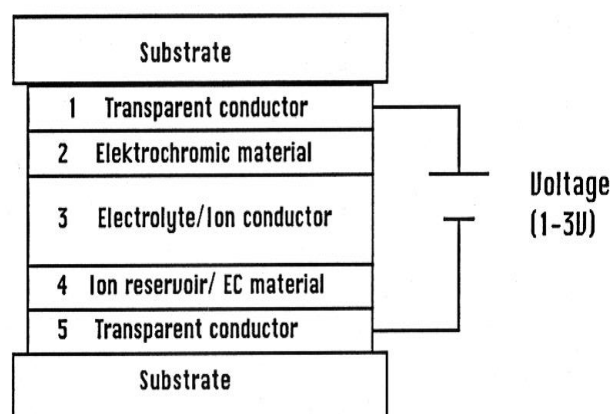 Substrate
1 Transparent conductor
2 Elektrochromic material
3 Electrolyte/Ion conductor
4 Ion reservoir/ EC material
5 Transparent conductor
Substrate
Voltage
(1-3V)